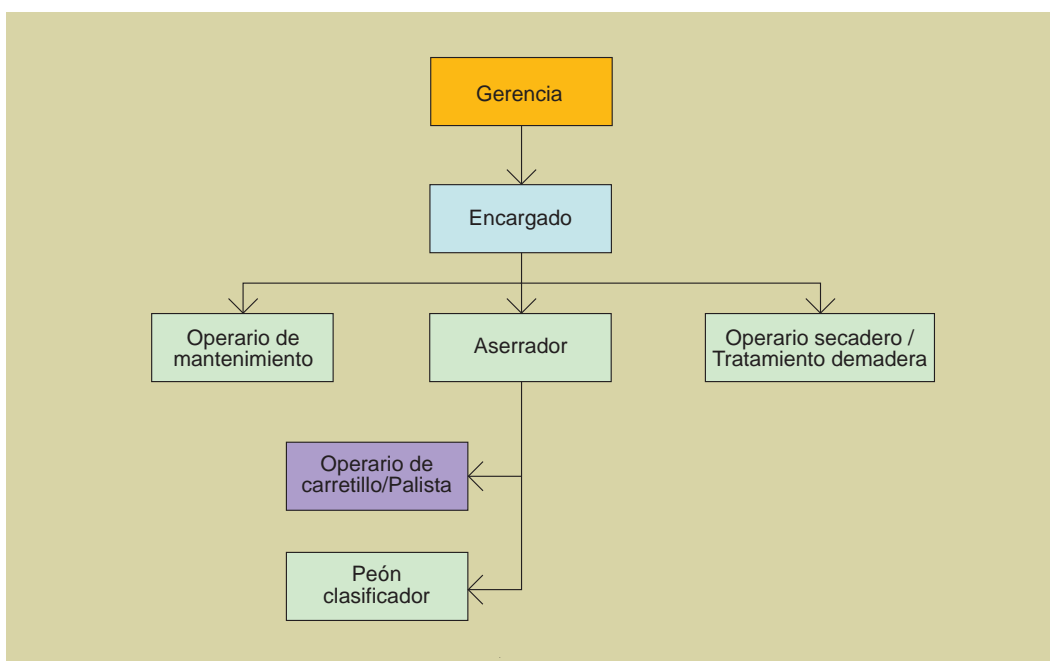 Gerencia
Encargado
Operario de
mantenimiento
Aserrador
Operario secadero /
Tratamiento demadera
Operario de
carretillo/Palista
Peón
clasificador